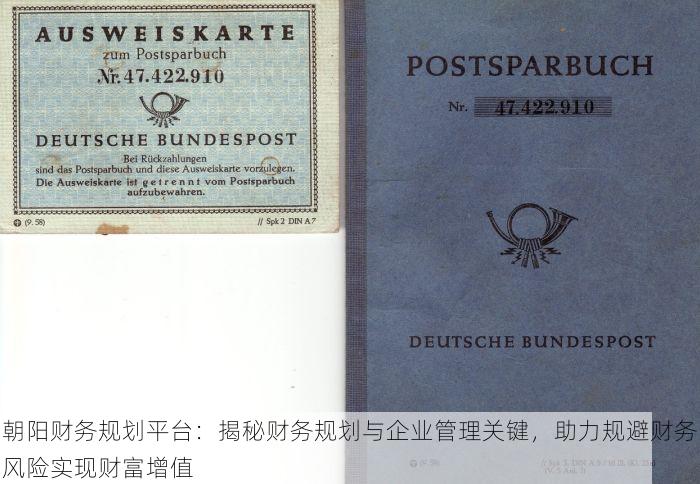 AUSWEISKARTE
zum Postsparbuch
Nr. 47.422.910
DEUTSCHE BUNDESPOST
Bei Rückzahlungen
sind das Postsparbuch und diese Ausweiskarte vorzulegen.
Die Ausweiskarte ist getrennt vom Postsparbuch
aufzubewahren.
(9.58) // Spk 2 DIN A 7
POSTSPARBUCH
Nr. 47.422.910
DEUTSCHE BUNDESPOST
朝阳财务规划平台：揭秘财务规划与企业管理关键，助力规避财务
风险实现财富增值